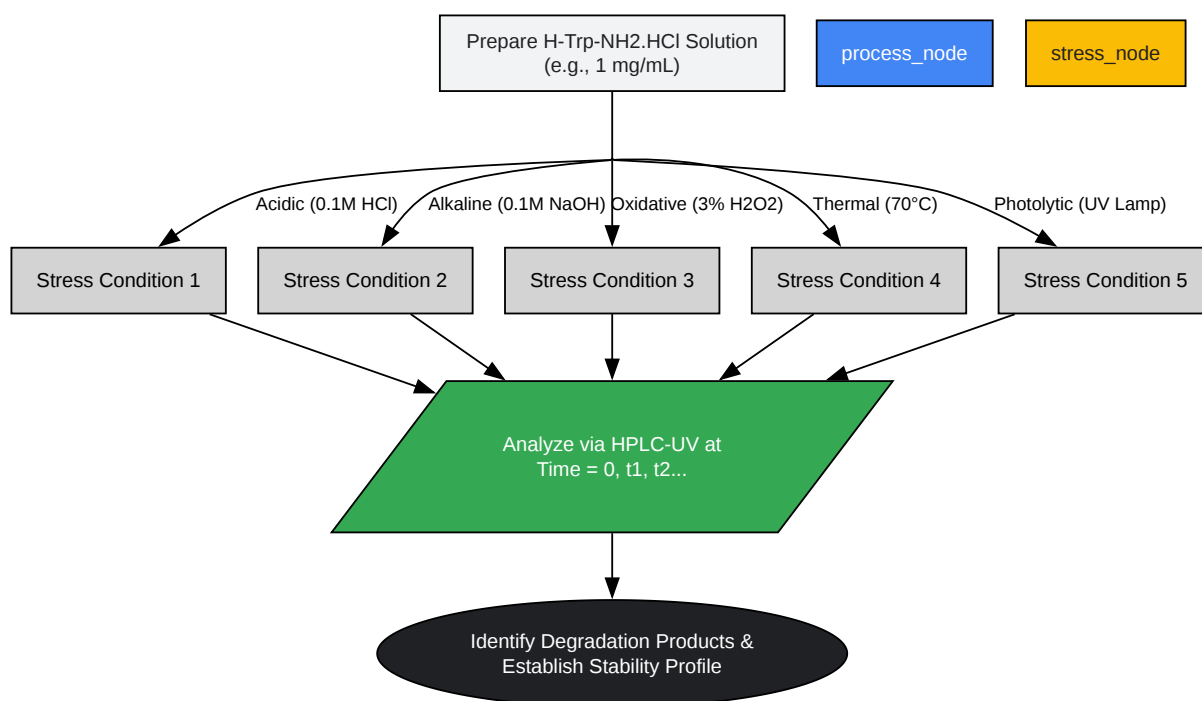 Prepare H-Trp-NH2.HCl Solution
(e.g., 1 mg/mL)
process_node
stress_node
Acidic (0.1M HCl)
Alkaline (0.1M NaOH)
Oxidative (3% H2O2)
Thermal (70°C)
Photolytic (UV Lamp)
Stress Condition 1
Stress Condition 2
Stress Condition 3
Stress Condition 4
Stress Condition 5
Analyze via HPLC-UV at
Time = 0, t1, t2...
Identify Degradation Products &
Establish Stability Profile